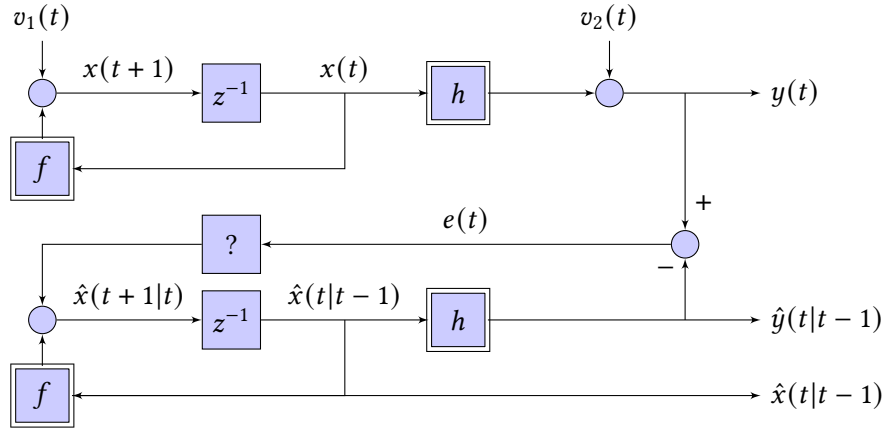 v₁(t) v₂(t)
x(t + 1) x(t)
z⁻¹ h y(t)
f
+
e(t)
?
−
x̂(t + 1|t) x̂(t|t − 1)
z⁻¹ h ŷ(t|t − 1)
f x̂(t|t − 1)